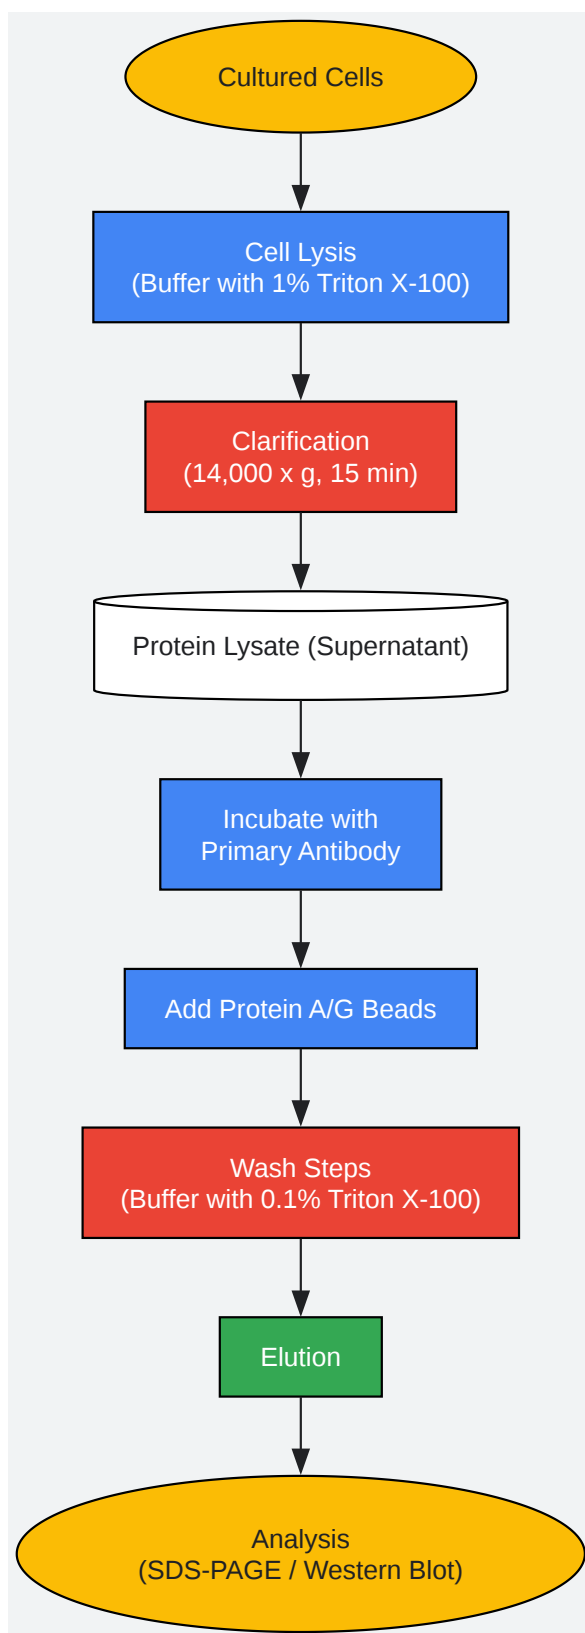 Cultured Cells
Cell Lysis
(Buffer with 1% Triton X-100)
Clarification
(14,000 x g, 15 min)
Protein Lysate (Supernatant)
Incubate with
Primary Antibody
Add Protein A/G Beads
Wash Steps
(Buffer with 0.1% Triton X-100)
Elution
Analysis
(SDS-PAGE / Western Blot)